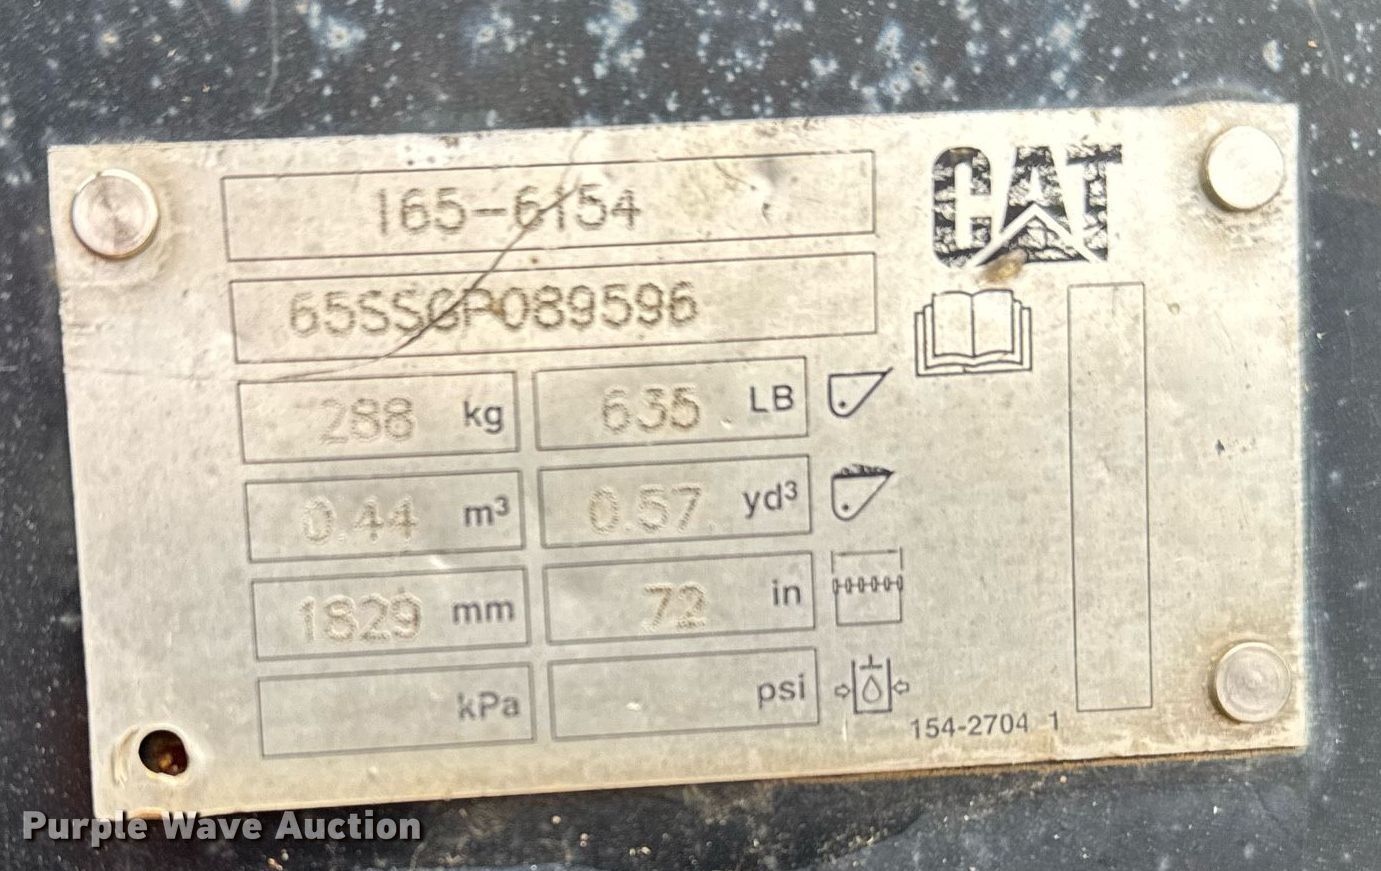 165-6154
CAT
65SSGP089596
288 kg 635 LB
0.44 m³ 0.57 yd³
1829 mm 72 in
kPa psi
154-2704 1
Purple Wave Auction